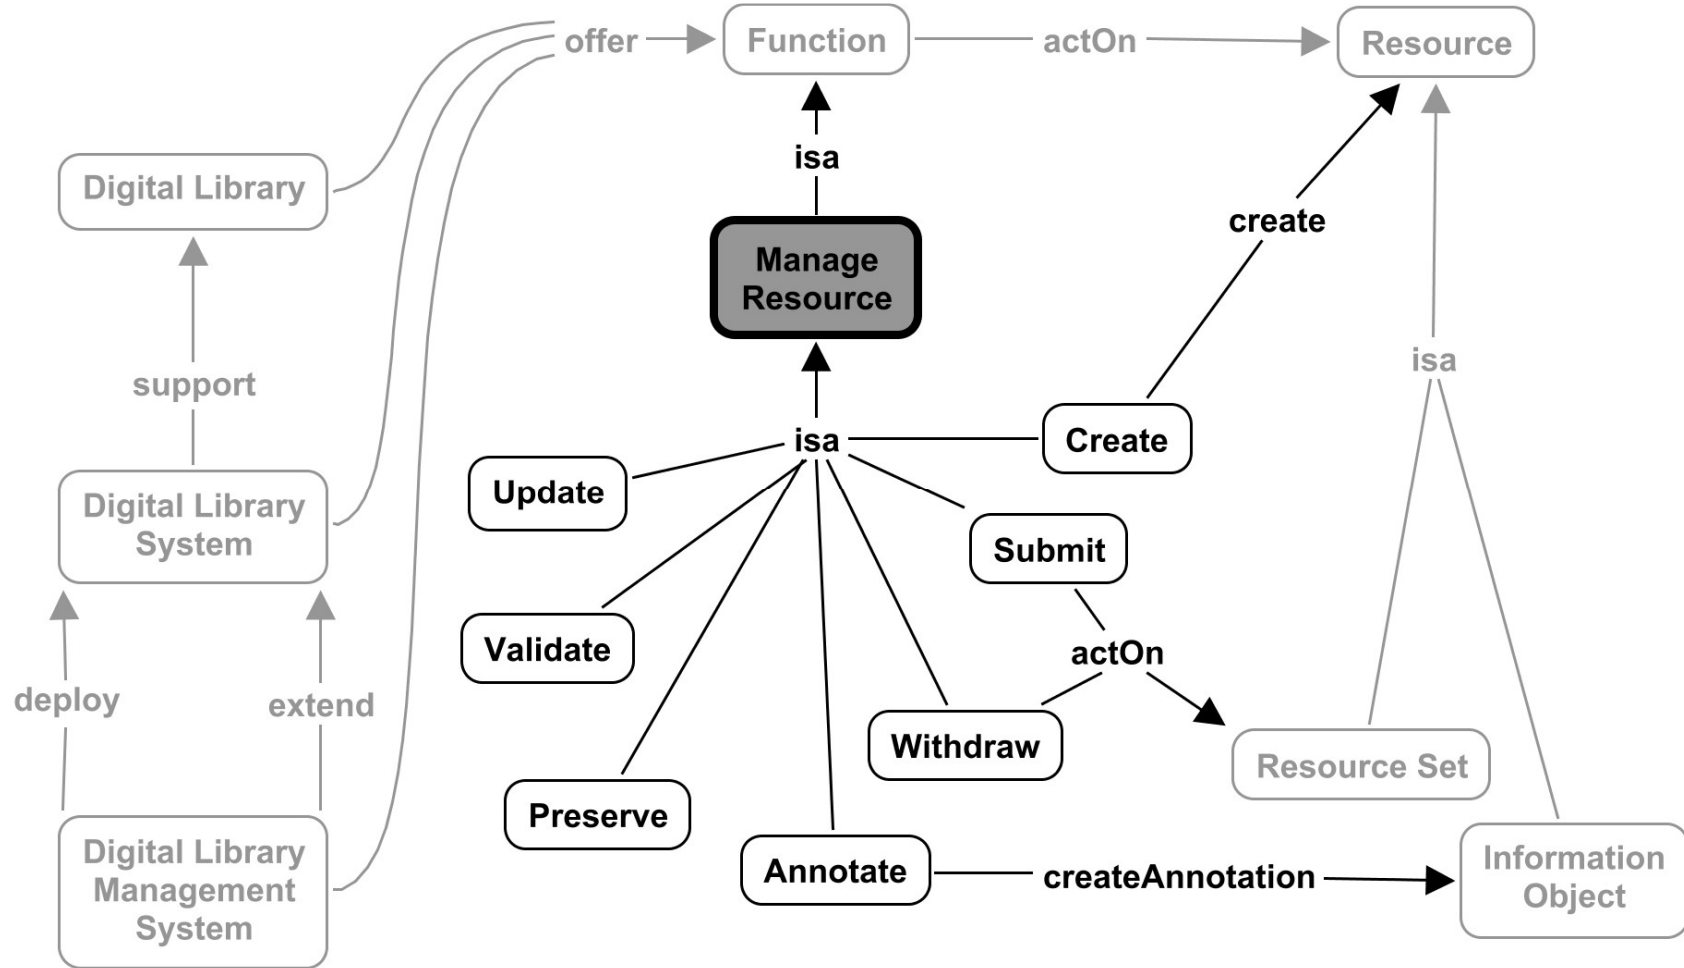 offer
Function
actOn
Resource
isa
Digital Library
create
Manage
Resource
support
isa
isa
Create
Update
Digital Library
System
Submit
Validate
actOn
deploy
extend
Withdraw
Resource Set
Preserve
Digital Library
Management
System
Annotate
createAnnotation
Information
Object